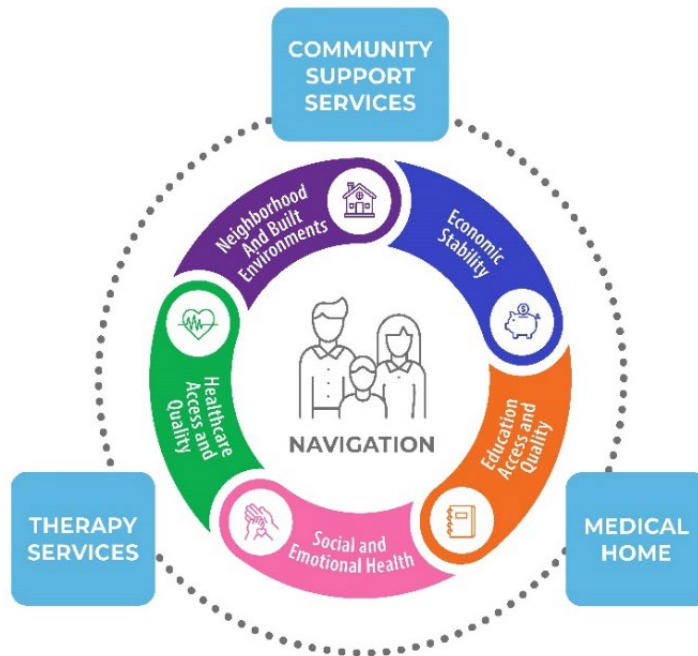 COMMUNITY
SUPPORT
SERVICES
Neighborhood
And Built
Environments
Economic
Stability
$
Healthcare
Access and
Quality
NAVIGATION
Education
Access and
Quality
Social and
Emotional Health
THERAPY
SERVICES
MEDICAL
HOME